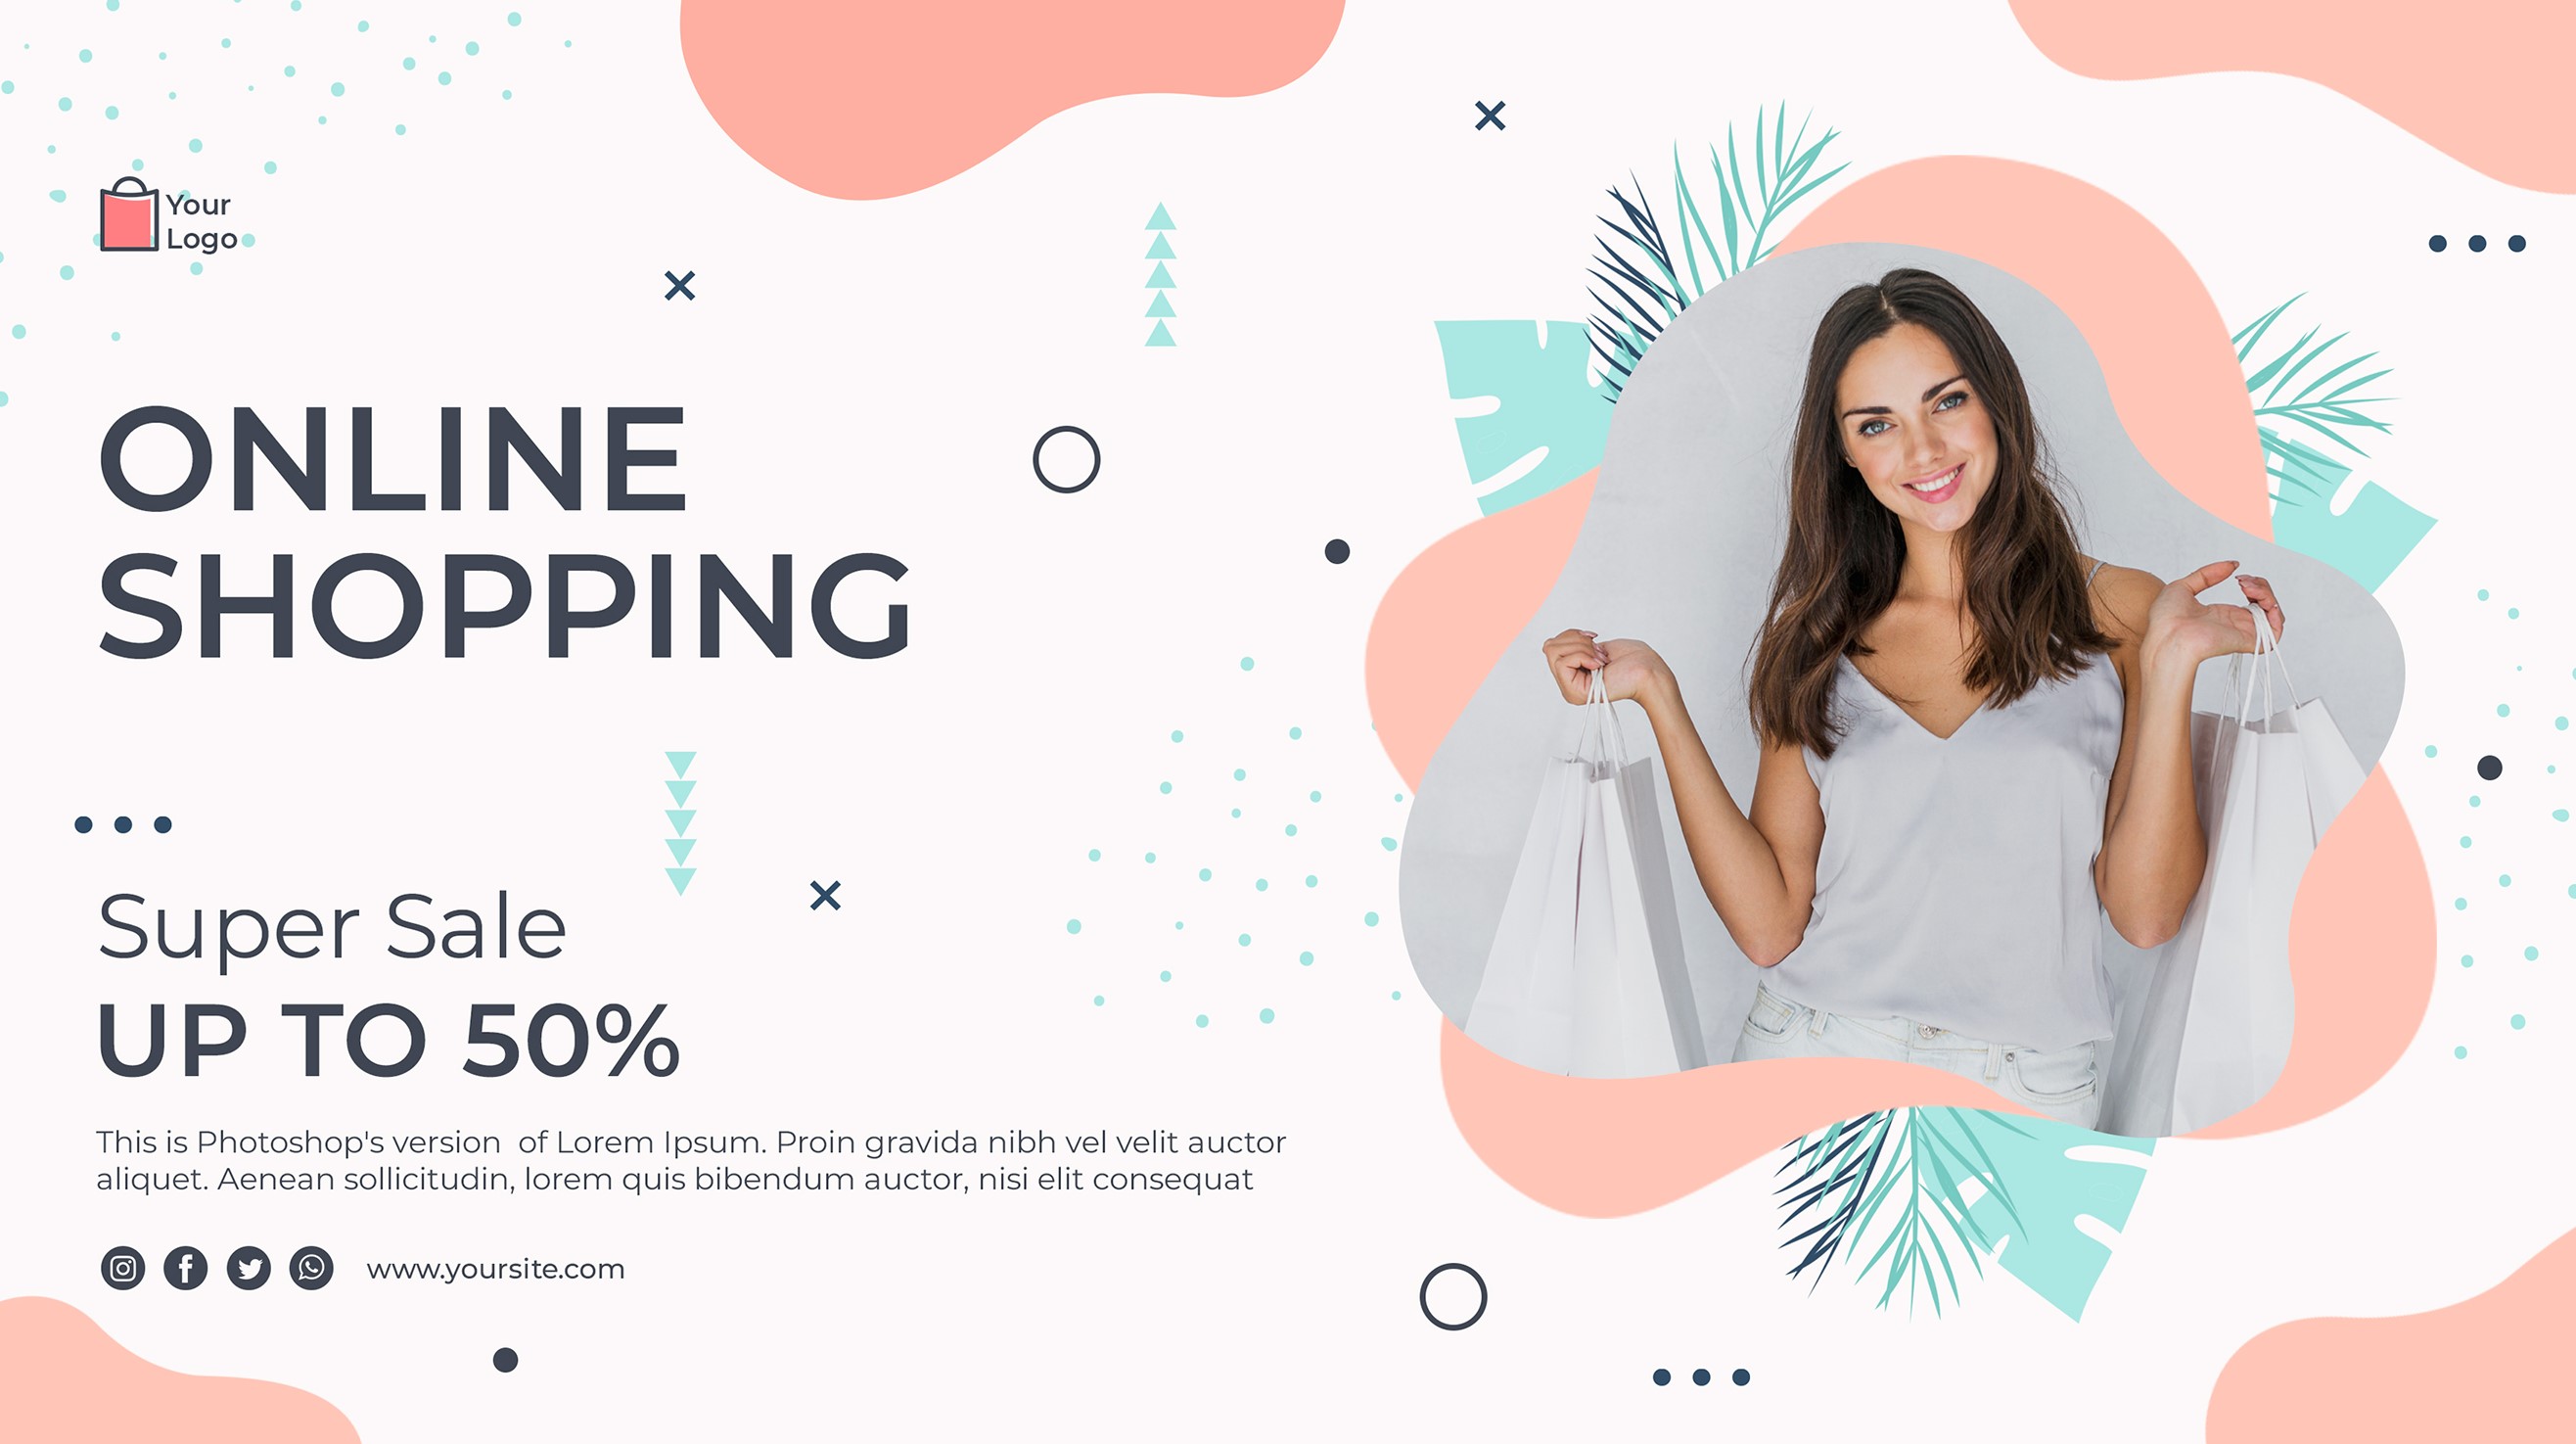 Your
Logo
ONLINE
SHOPPING
Super Sale
UP TO 50%
This is Photoshop's version  of Lorem Ipsum. Proin gravida nibh vel velit auctor
aliquet. Aenean sollicitudin, lorem quis bibendum auctor, nisi elit consequat
www.yoursite.com